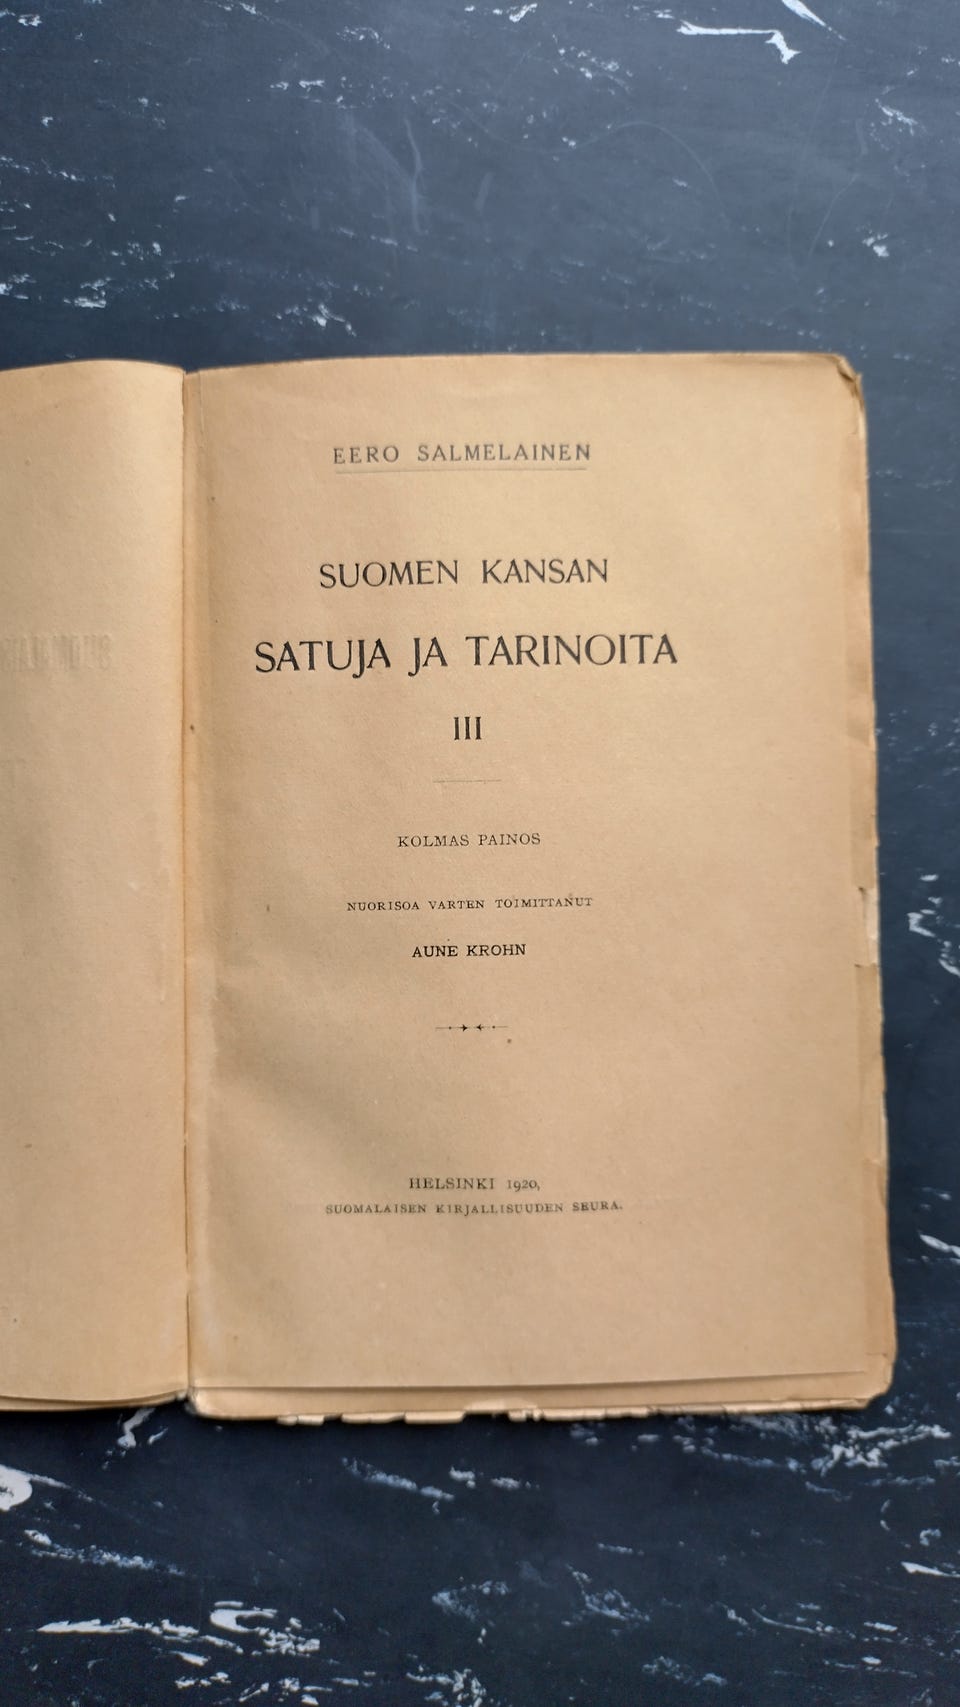 EERO SALMELAINEN
SUOMEN KANSAN
SATUJA JA TARINOITA
III
KOLMAS PAINOS
NUORISOA VARTEN TOIMITTANUT
AUNE KROHN
HELSINKI 1920,
SUOMALAISEN KIRJALLISUUDEN SEURA.